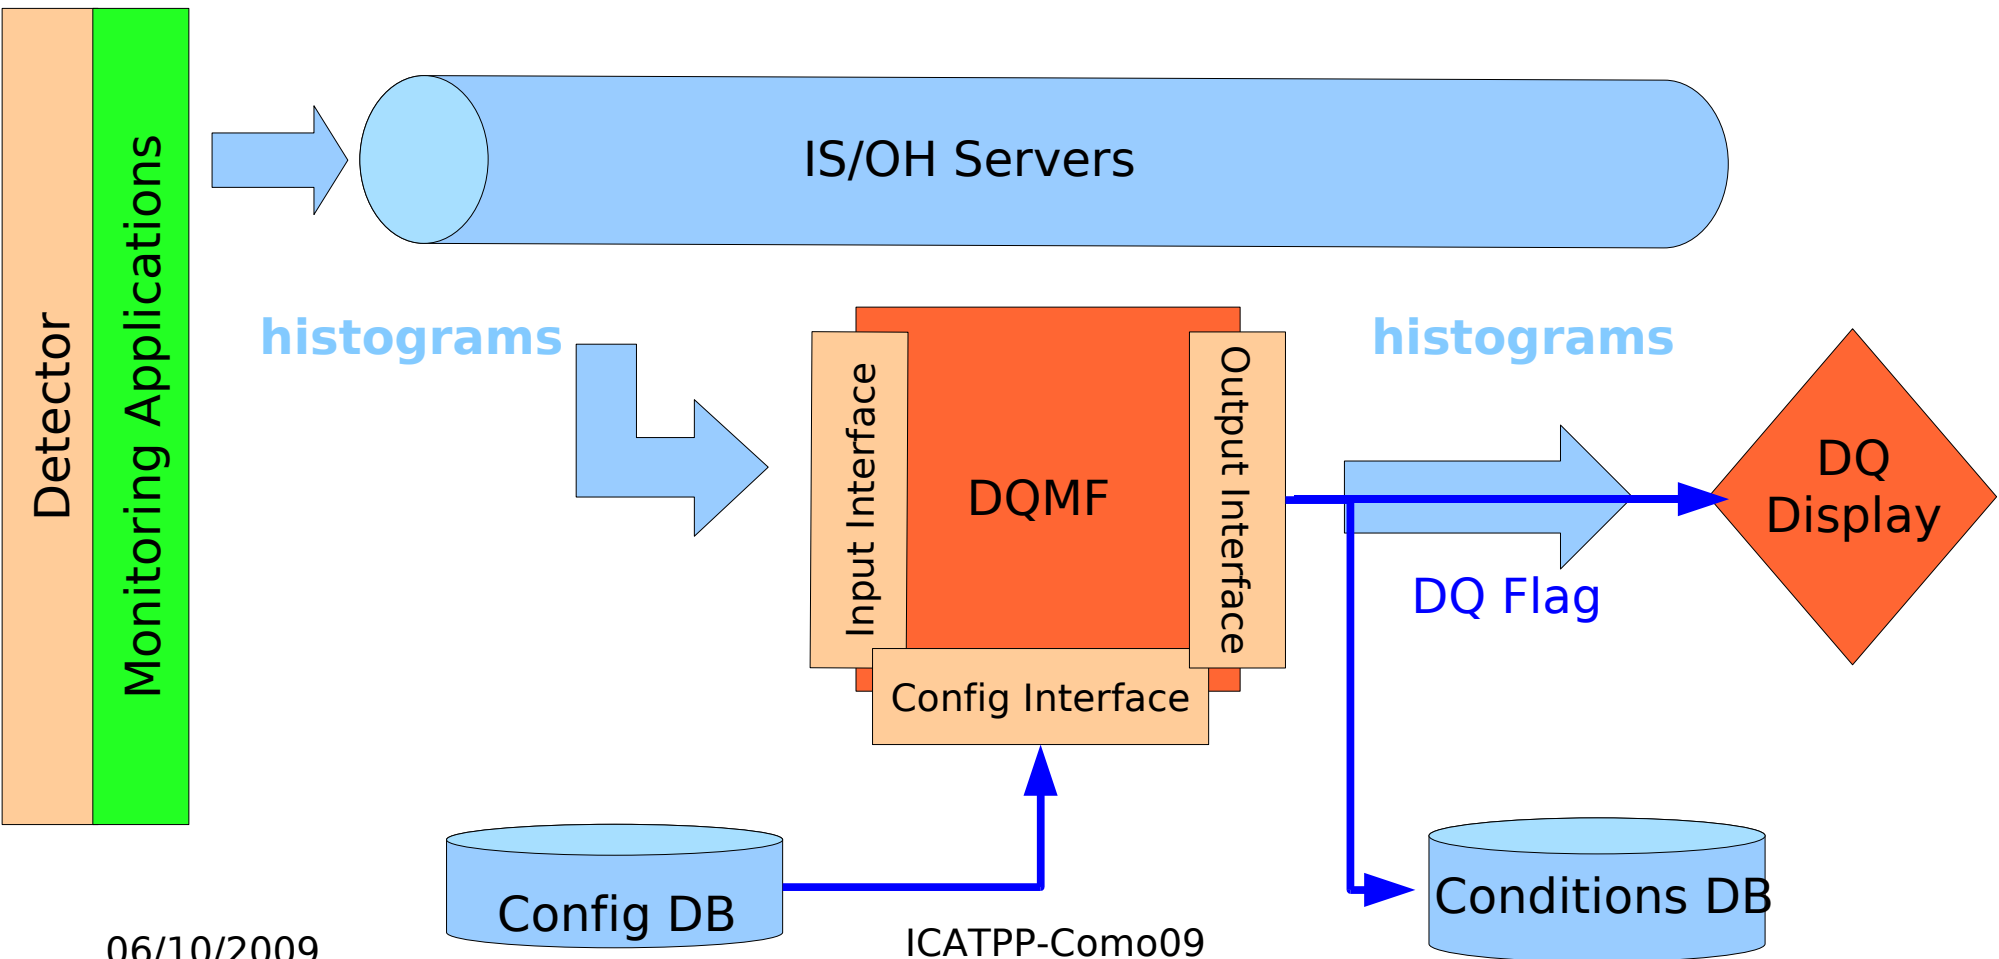 Detector
Monitoring Applications
IS/OH Servers
histograms
histograms
Input Interface
DQMF
Output Interface
Config Interface
DQ
Display
DQ Flag
Config DB
Conditions DB
06/10/2009
ICATPP-Como09